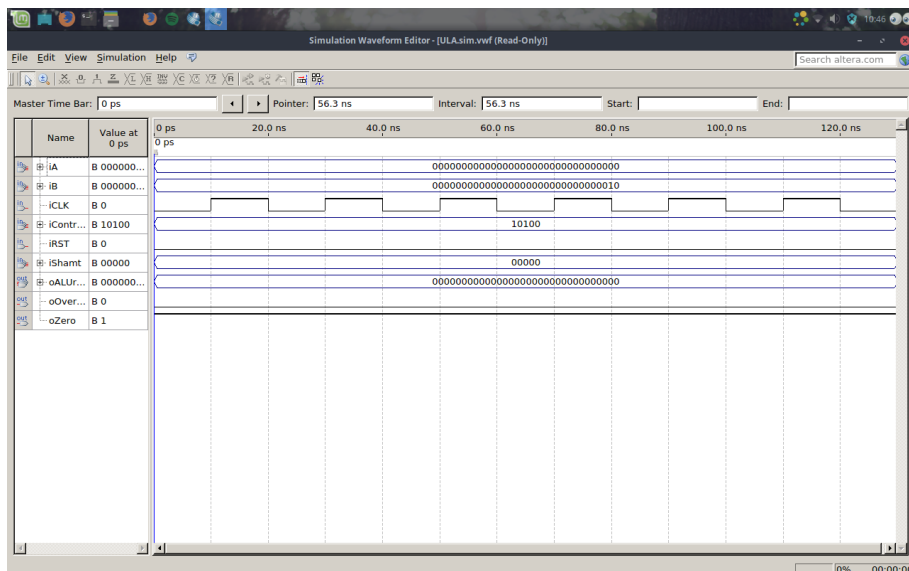 10:46
Simulation Waveform Editor - [ULA.sim.vwf (Read-Only)]
File Edit View Simulation Help
Search altera.com
Master Time Bar: 0 ps Pointer: 56.3 ns Interval: 56.3 ns Start: End:
Name Value at 0 ps 0 ps 20.0 ns 40.0 ns 60.0 ns 80.0 ns 100.0 ns 120.0 ns
0 ps
iA B 000000... 00000000000000000000000000000000
iB B 000000... 00000000000000000000000000000010
iCLK B 0
iContr... B 10100 10100
iRST B 0
iShamt B 00000 00000
oALUr... B 000000... 00000000000000000000000000000000
oOver... B 0
oZero B 1
0% 00:00:0